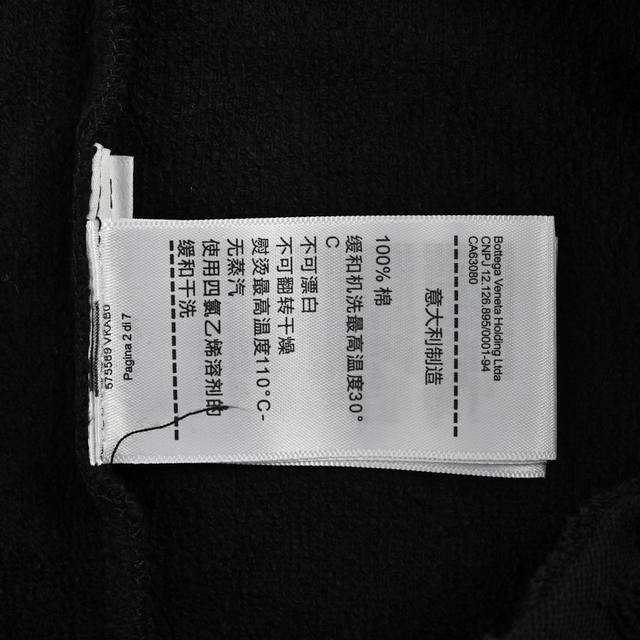 Bottega Veneta Holding Ltda
CNPJ 12.126.895/0001-94
CA63080
意大利制造
100% 棉
缓和机洗最高温度30°
C
不可漂白
不可翻转干燥
熨烫最高温度110°C-
无蒸汽
使用四氯乙烯溶剂的
缓和干洗
Pagina 2 di 7